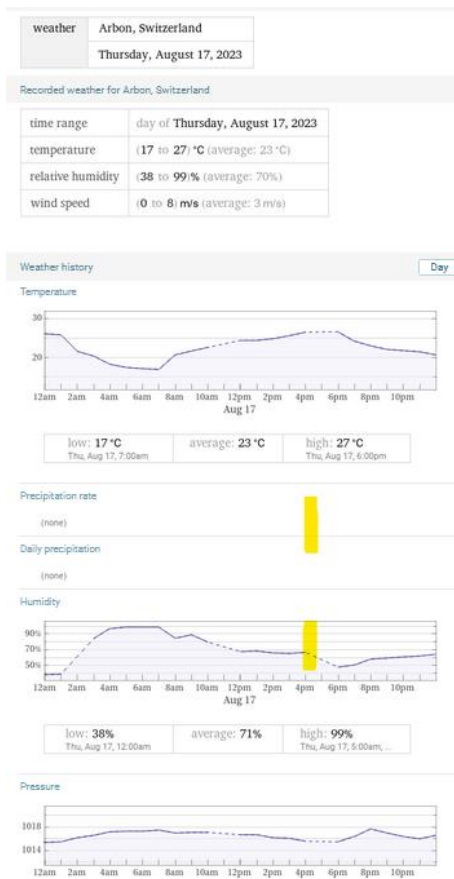 weather Arbon, Switzerland
Thursday, August 17, 2023
Recorded weather for Arbon, Switzerland
time range day of Thursday, August 17, 2023
temperature (17 to 27) °C (average: 23 °C)
relative humidity (38 to 99)% (average: 70%)
wind speed (0 to 8) m/s (average: 3 m/s)
Weather history Day
Temperature
30
20
12am 2am 4am 6am 8am 10am 12pm 2pm 4pm 6pm 8pm 10pm
Aug 17
low: 17 °C average: 23 °C high: 27 °C
Thu, Aug 17, 7:00am Thu, Aug 17, 6:00pm
Precipitation rate
(none)
Daily precipitation
(none)
Humidity
90%
70%
50%
12am 2am 4am 6am 8am 10am 12pm 2pm 4pm 6pm 8pm 10pm
Aug 17
low: 38% average: 71% high: 99%
Thu, Aug 17, 12:00am Thu, Aug 17, 5:00am, ...
Pressure
1018
1014
12am 2am 4am 6am 8am 10am 12pm 2pm 4pm 6pm 8pm 10pm